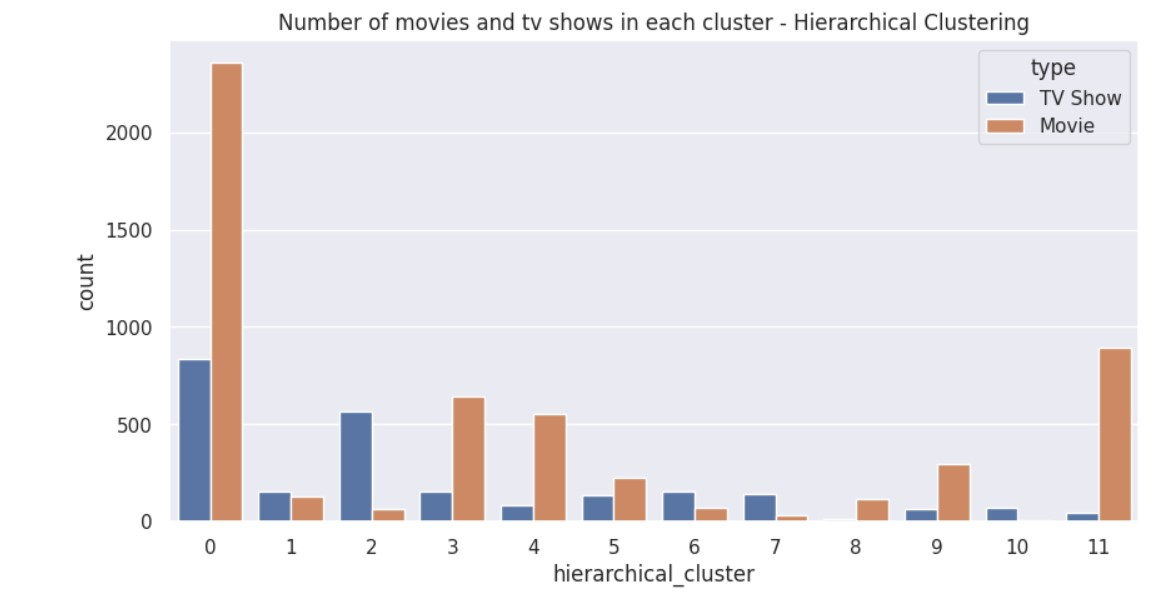 Number of movies and tv shows in each cluster - Hierarchical Clustering
type
TV Show
Movie
2000
1500
1000
500
0
count
0 1 2 3 4 5 6 7 8 9 10 11
hierarchical_cluster